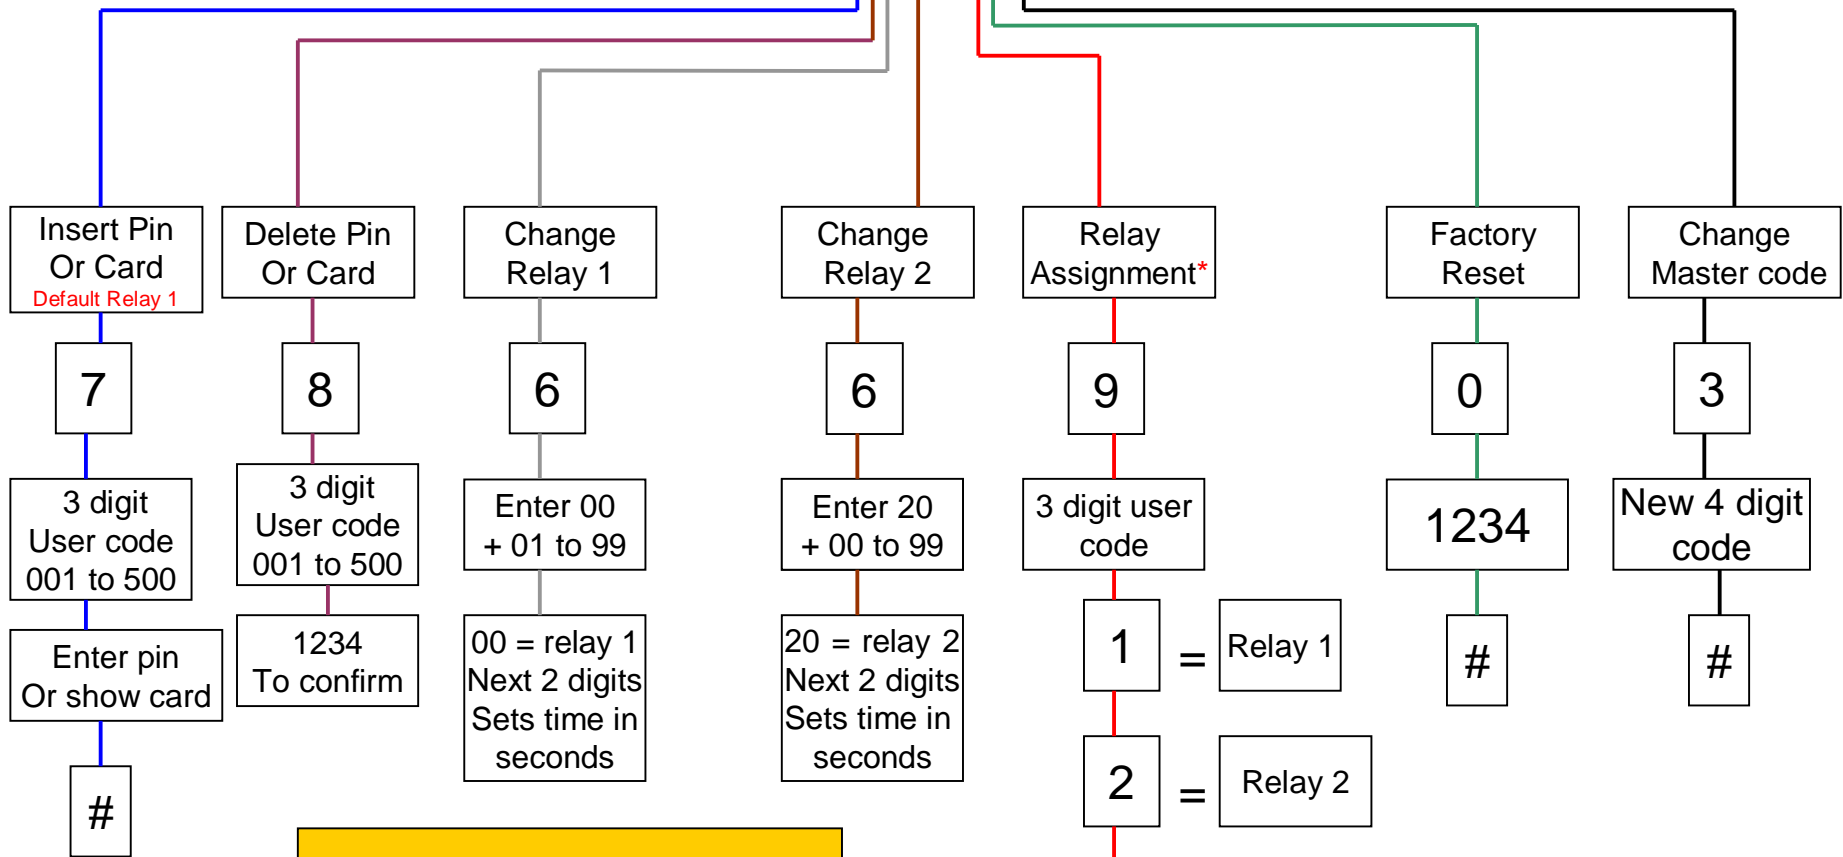 Insert Pin
Or Card
Default Relay 1
7
3 digit
User code
001 to 500
Enter pin
Or show card
#
Delete Pin
Or Card
8
3 digit
User code
001 to 500
1234
To confirm
Change
Relay 1
6
Enter 00
+ 01 to 99
00 = relay 1
Next 2 digits
Sets time in
seconds
Change
Relay 2
6
Enter 20
+ 00 to 99
20 = relay 2
Next 2 digits
Sets time in
seconds
Relay
Assignment*
9
3 digit user
code
1 = Relay 1
2 = Relay 2
Factory
Reset
0
1234
#
Change
Master code
3
New 4 digit
code
#